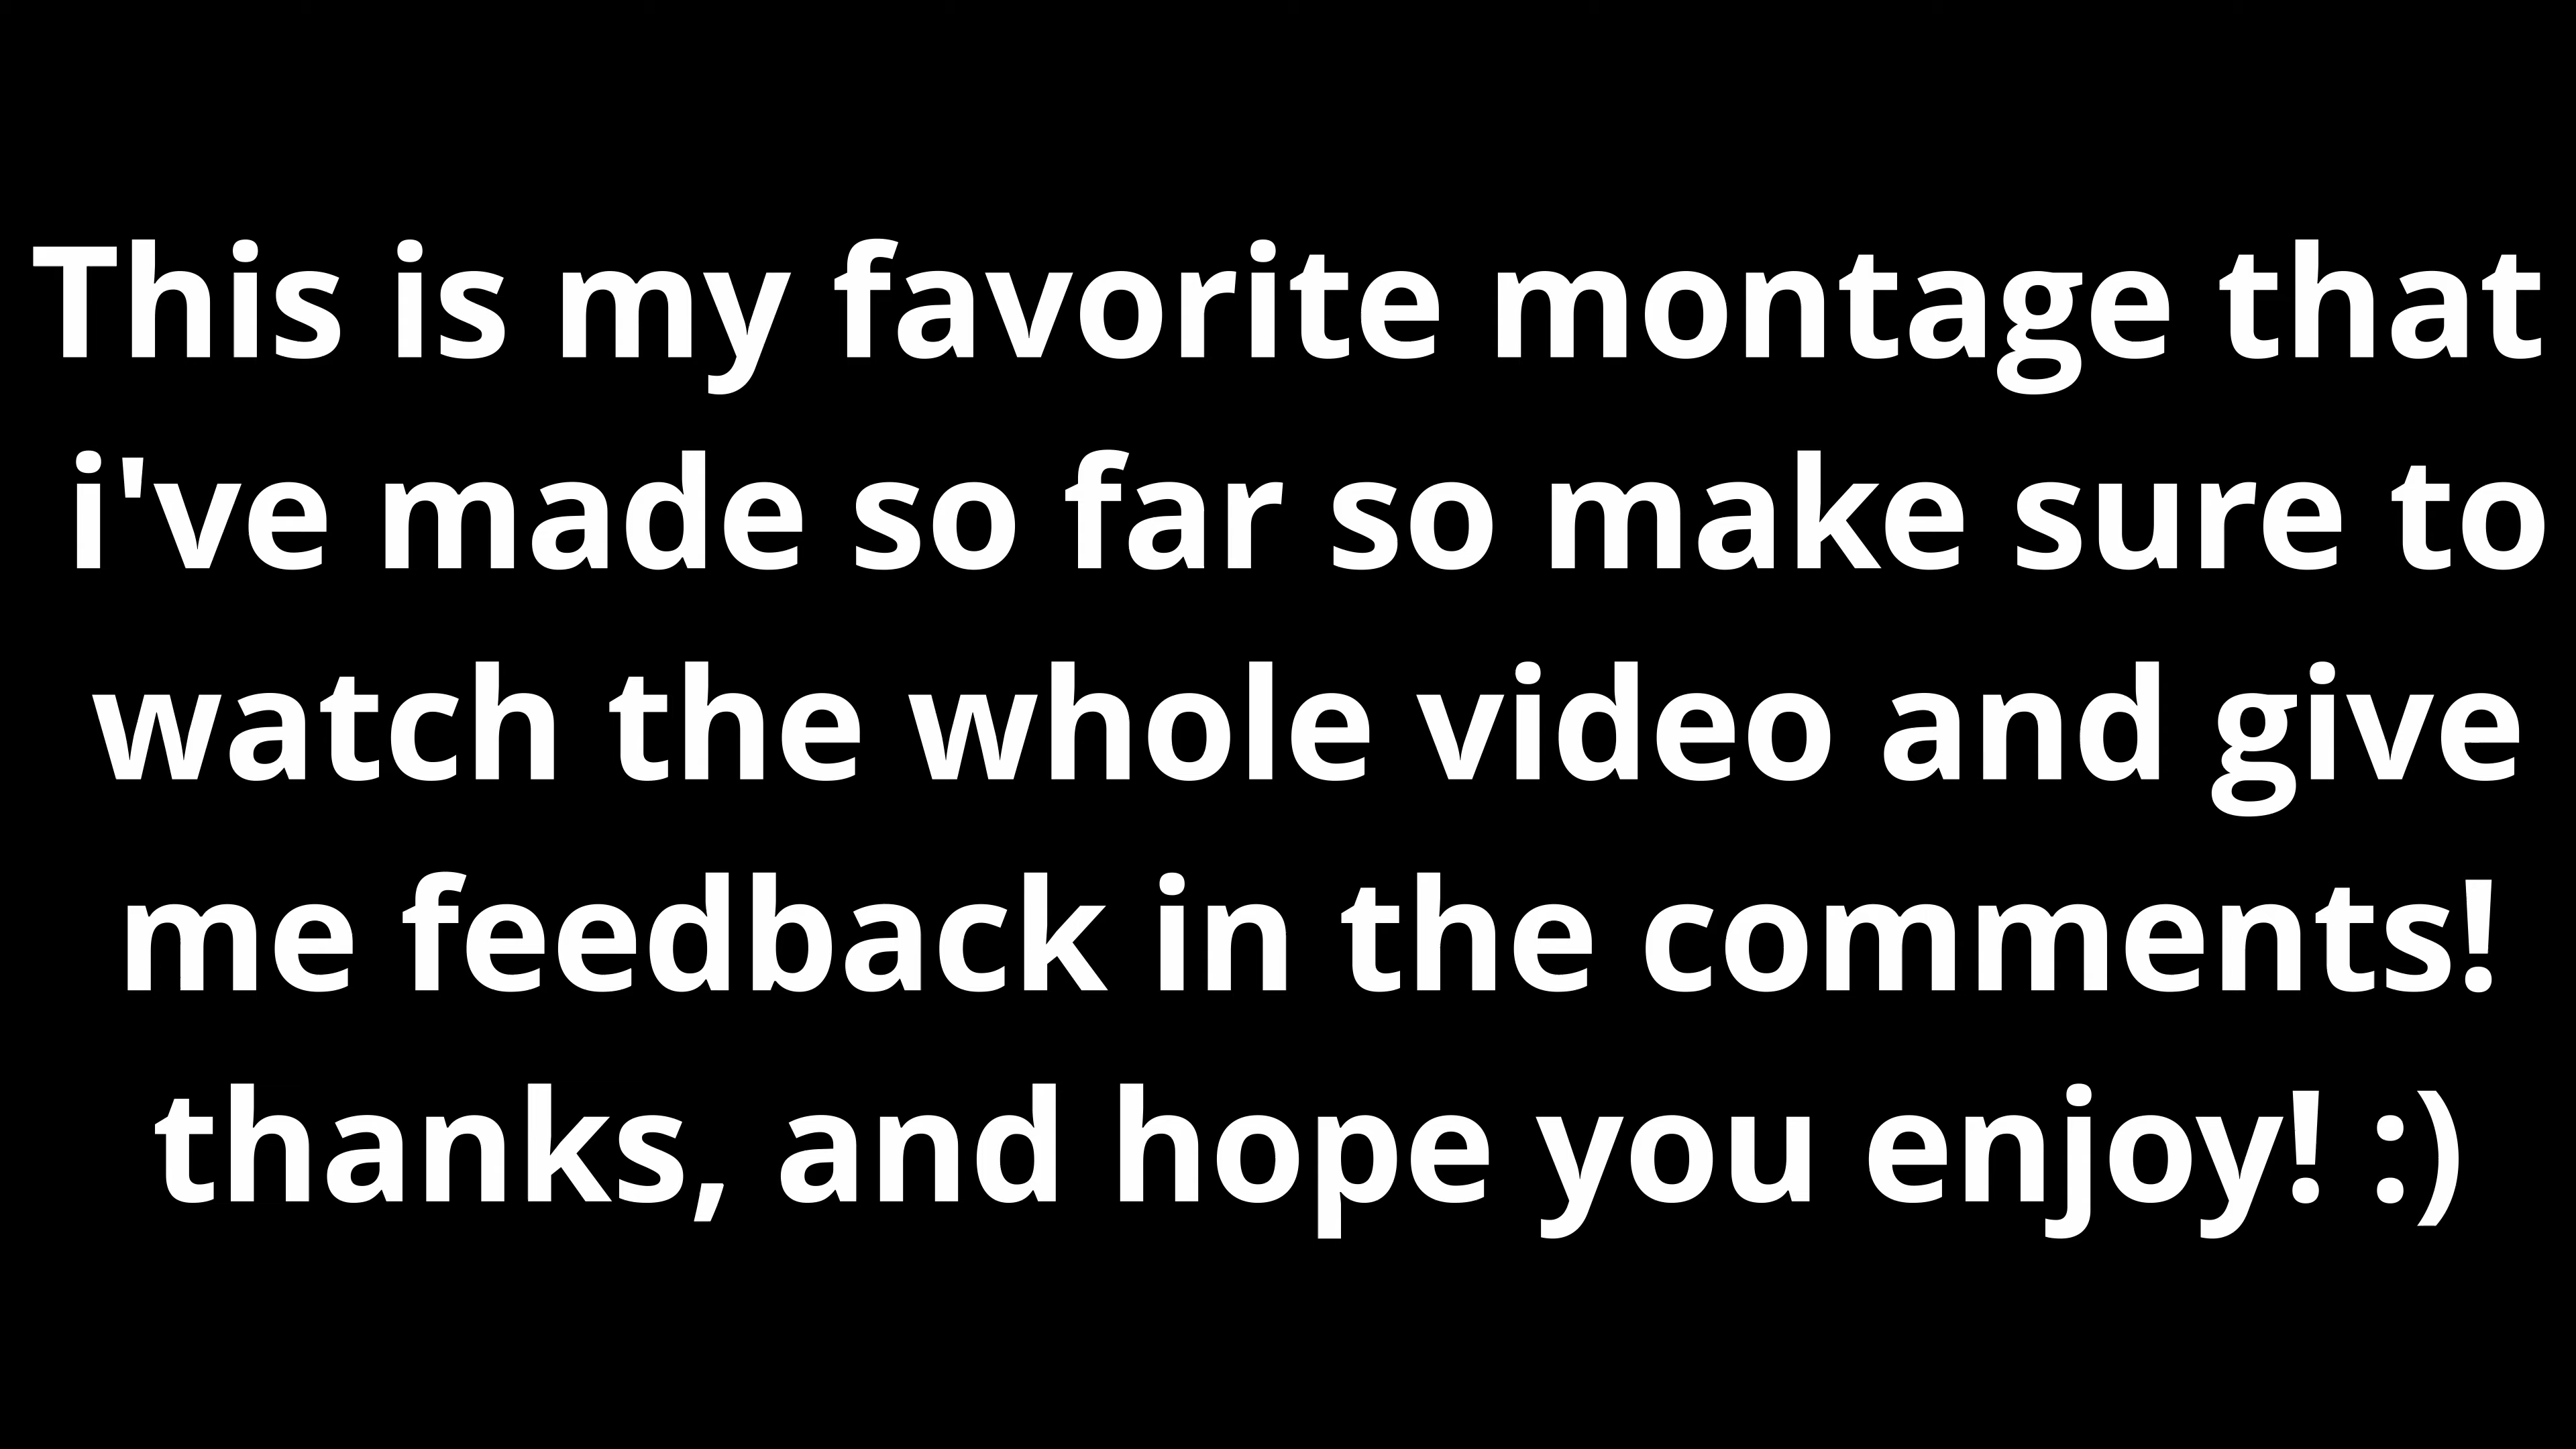 This is my favorite montage that
i've made so far so make sure to
watch the whole video and give
me feedback in the comments!
thanks, and hope you enjoy! :)